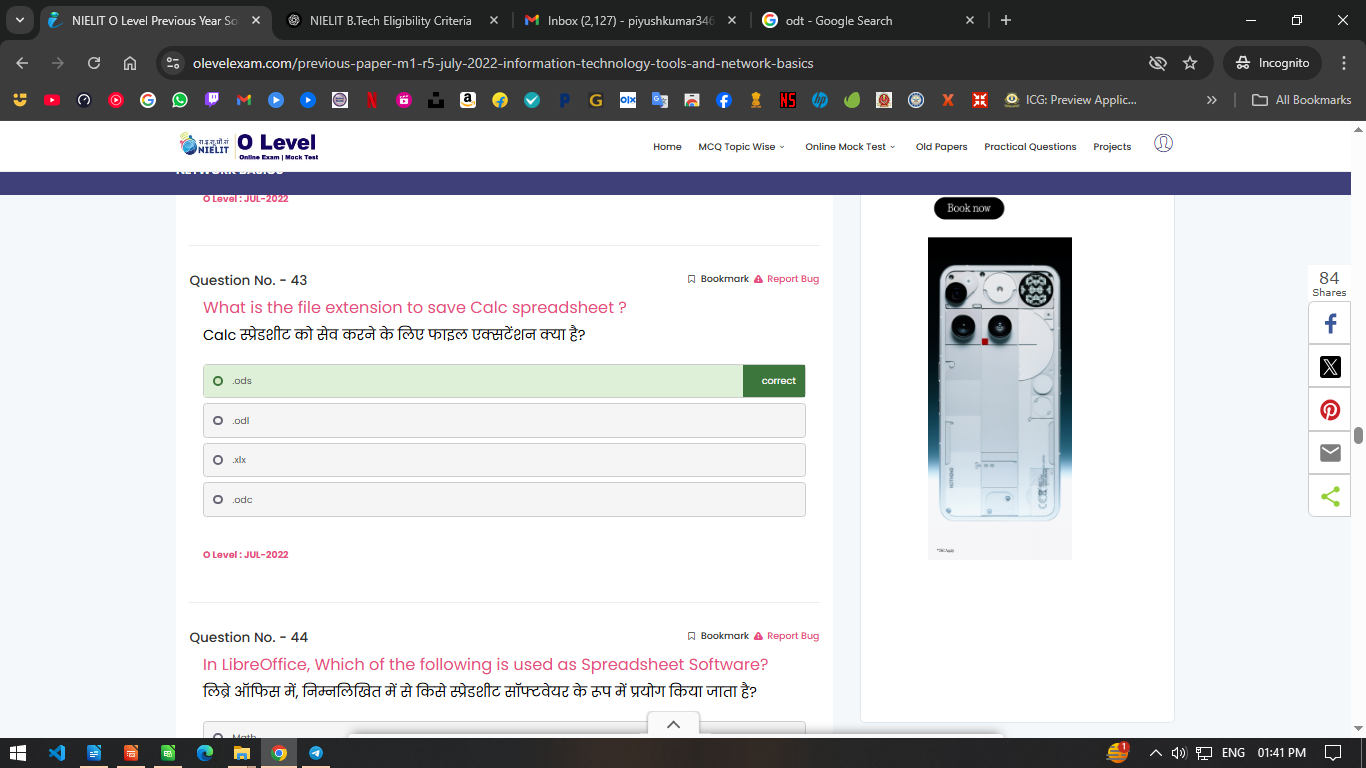 NIELIT O Level Previous Year So
NIELIT B.Tech Eligibility Criteria
Inbox (2,127) - piyushkumar346
odt - Google Search
olevelexam.com/previous-paper-m1-r5-july-2022-information-technology-tools-and-network-basics
Incognito
ICG: Preview Applic...
All Bookmarks
रा.इ.सू.प्रौ.सं
NIELIT
O Level
Online Exam | Mock Test
Home
MCQ Topic Wise
Online Mock Test
Old Papers
Practical Questions
Projects
NETWORK BASICS
O Level : JUL-2022
Book now
Question No. - 43
Bookmark
Report Bug
What is the file extension to save Calc spreadsheet ?
Calc स्प्रेडशीट को सेव करने के लिए फाइल एक्सटेंशन क्या है?
.ods
correct
.odl
.xlx
.odc
O Level : JUL-2022
84
Shares
Question No. - 44
Bookmark
Report Bug
In LibreOffice, Which of the following is used as Spreadsheet Software?
लिब्रे ऑफिस में, निम्नलिखित में से किसे स्प्रेडशीट सॉफ्टवेयर के रूप में प्रयोग किया जाता है?
Math
1
ENG
01:41 PM